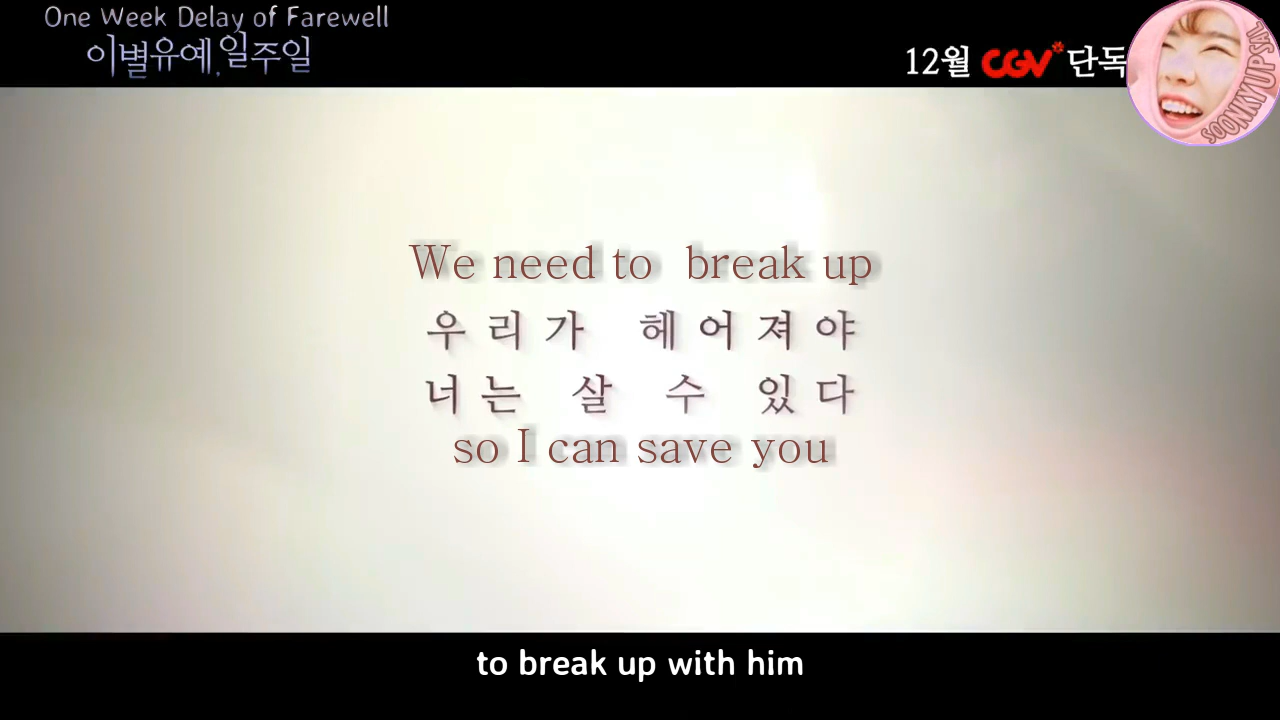 One Week Delay of Farewell
이별유예, 일주일
12월 CGV 단독
SOONKYUPSAT
We need to break up
우리가 헤어져야
너는 살 수 있다
so I can save you
to break up with him